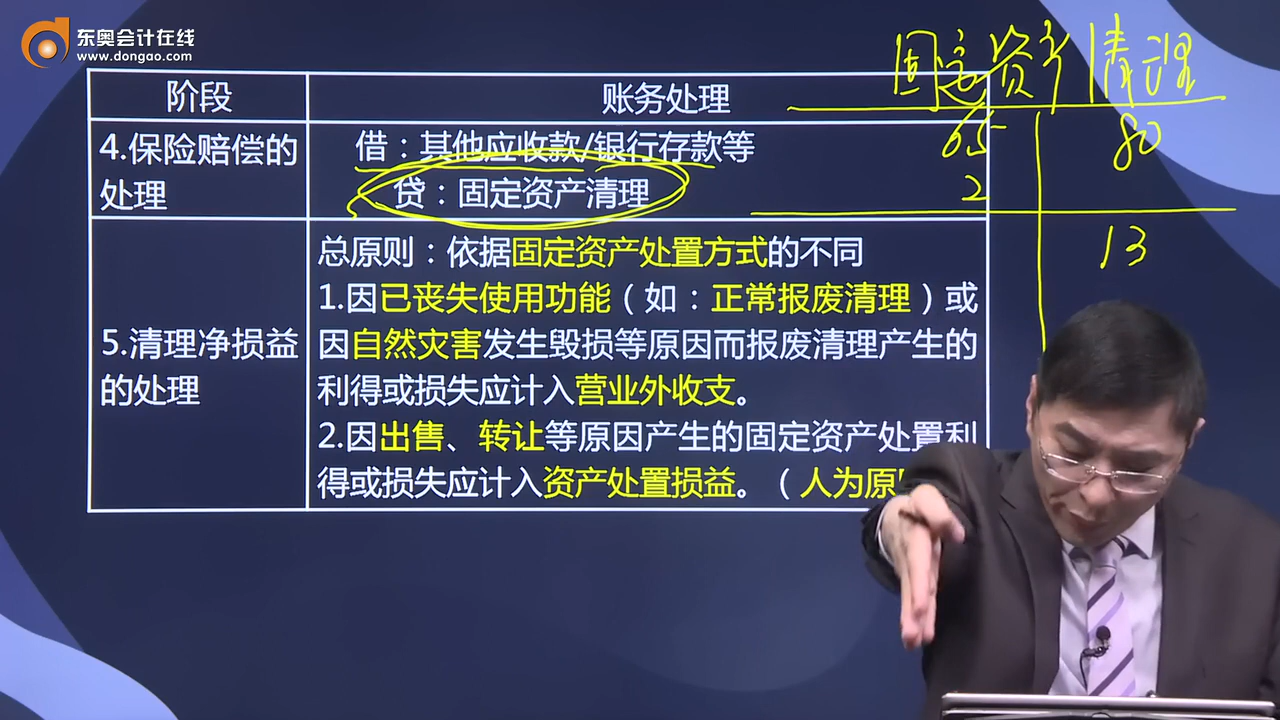 东奥会计在线
www.dongao.com
固定资产清理
65 80
2
13
阶段 账务处理
4.保险赔偿的
处理
借：其他应收款/银行存款等
贷：固定资产清理
5.清理净损益
的处理
总原则：依据固定资产处置方式的不同
1.因已丧失使用功能（如：正常报废清理）或
因自然灾害发生毁损等原因而报废清理产生的
利得或损失应计入营业外收支。
2.因出售、转让等原因产生的固定资产处置利
得或损失应计入资产处置损益。（人为原